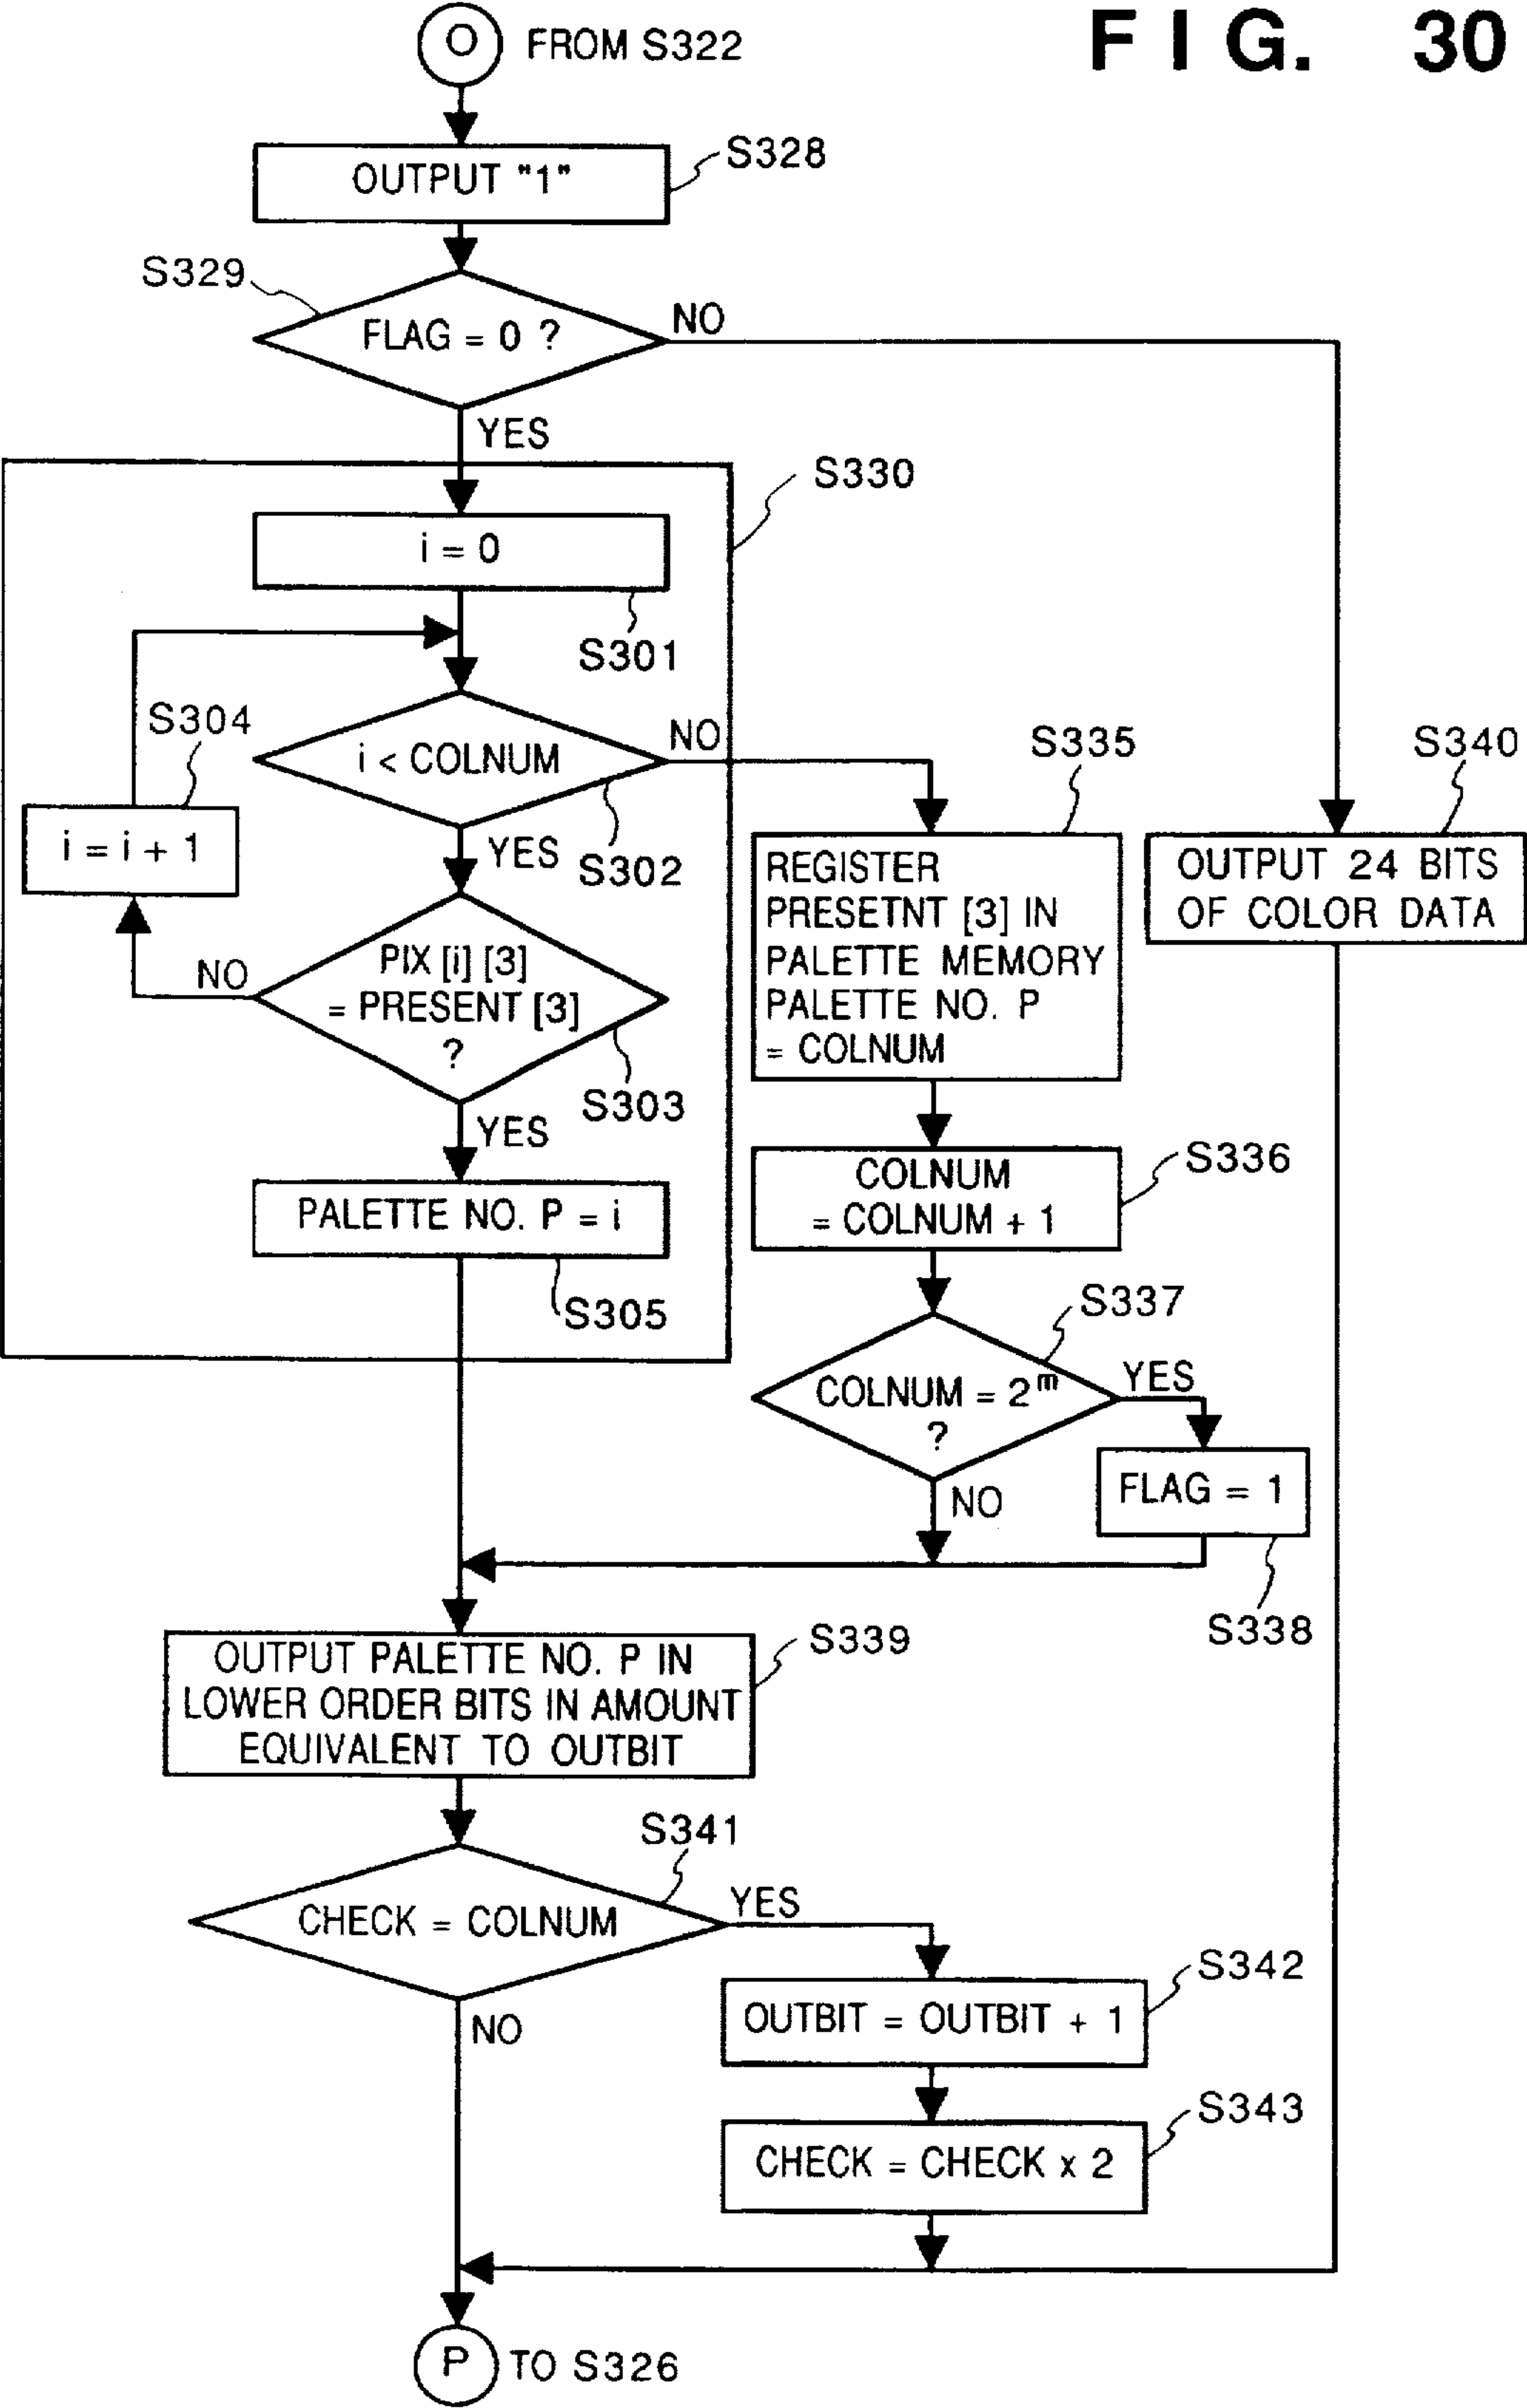 FIG. 30
O FROM S322
OUTPUT "1"
S328
S329
FLAG = 0 ?
NO
YES
S330
i = 0
S301
S304
i < COLNUM
NO
S302
YES
i = i + 1
S335
REGISTER
PRESETNT [3] IN
PALETTE MEMORY
PALETTE NO. P
= COLNUM
S340
OUTPUT 24 BITS
OF COLOR DATA
NO
PIX [i] [3]
= PRESENT [3]
?
S303
YES
PALETTE NO. P = i
S305
COLNUM
= COLNUM + 1
S336
S337
COLNUM = 2^m
?
YES
NO
FLAG = 1
S338
OUTPUT PALETTE NO. P IN
LOWER ORDER BITS IN AMOUNT
EQUIVALENT TO OUTBIT
S339
S341
CHECK = COLNUM
YES
NO
S342
OUTBIT = OUTBIT + 1
S343
CHECK = CHECK x 2
P TO S326